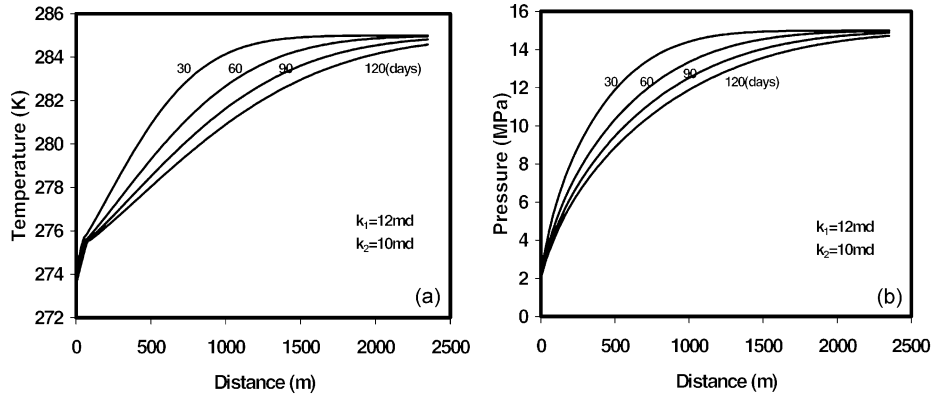 286
284
282
280
278
276
274
272
Temperature (K)
30
60
90
120(days)
k1=12md
k2=10md
(a)
0
500
1000
1500
2000
2500
Distance (m)
16
14
12
10
8
6
4
2
0
Pressure (MPa)
30
60
90
120(days)
k1=12md
k2=10md
(b)
0
500
1000
1500
2000
2500
Distance (m)